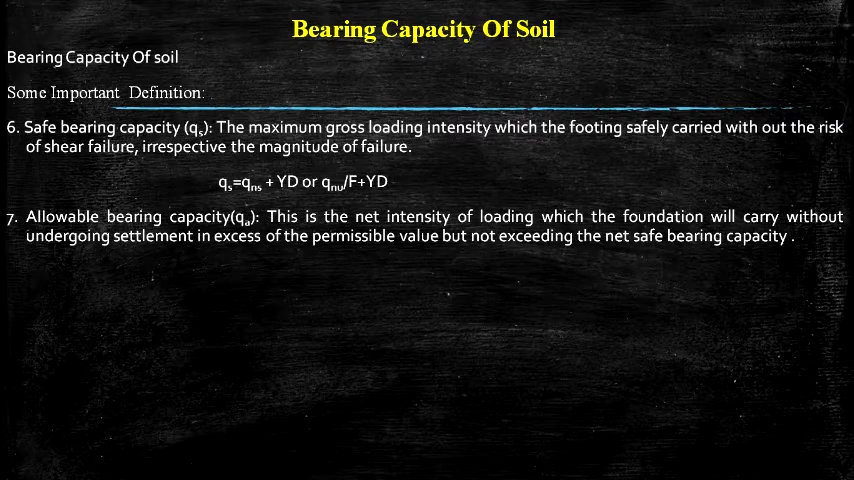 Bearing Capacity Of Soil
Bearing Capacity Of soil
Some Important Definition:
6. Safe bearing capacity (qs): The maximum gross loading intensity which the footing safely carried with out the risk
of shear failure, irrespective the magnitude of failure.
qs=qns + YD or qnu/F+YD
7. Allowable bearing capacity(qa): This is the net intensity of loading which the foundation will carry without
undergoing settlement in excess of the permissible value but not exceeding the net safe bearing capacity .